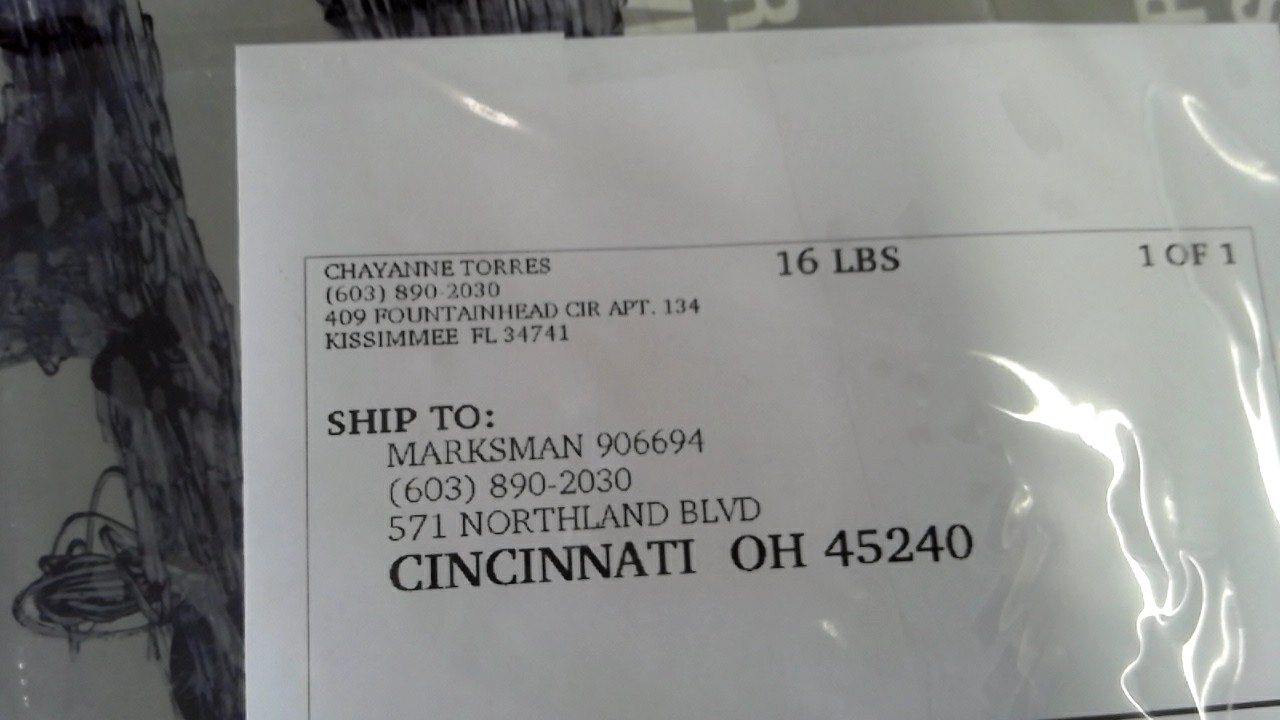 CHAYANNE TORRES
(603) 890-2030
409 FOUNTAINHEAD CIR APT. 134
KISSIMMEE FL 34741
16 LBS
1 OF 1
SHIP TO:
MARKSMAN 906694
(603) 890-2030
571 NORTHLAND BLVD
CINCINNATI OH 45240